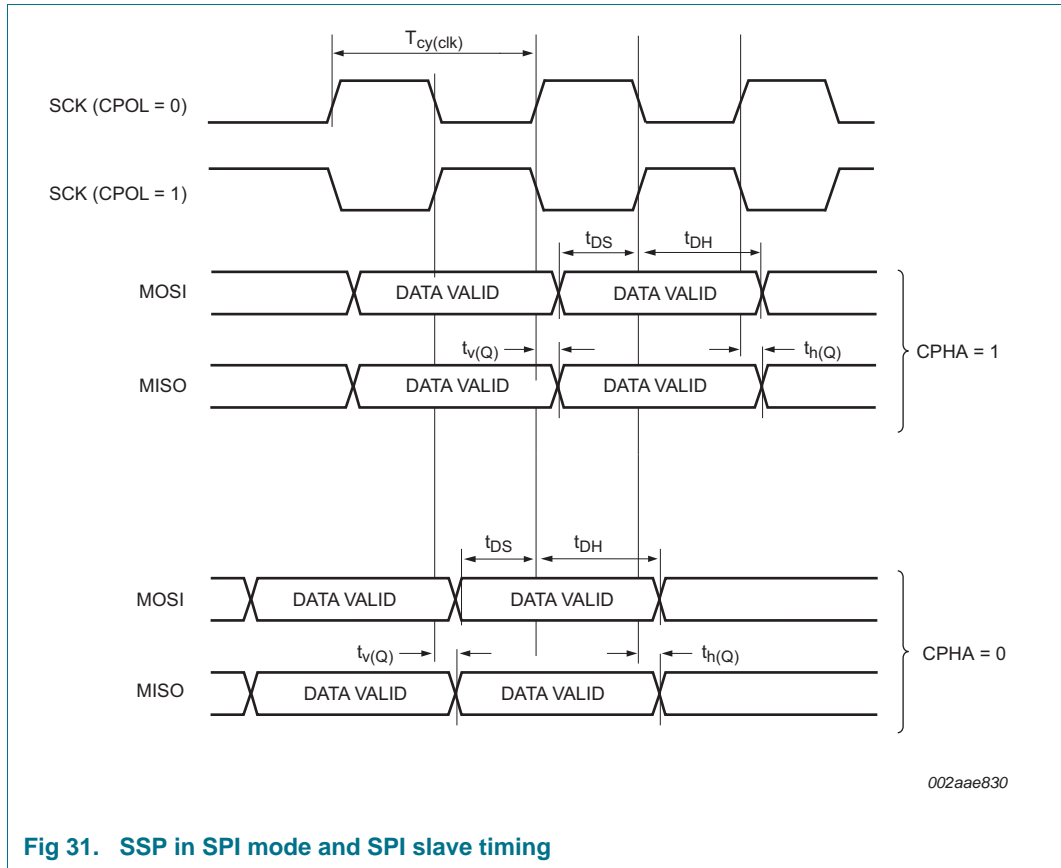 Tcy(clk)
SCK (CPOL = 0)
SCK (CPOL = 1)
tDS tDH
MOSI DATA VALID DATA VALID
tv(Q) th(Q)
CPHA = 1
MISO DATA VALID DATA VALID
tDS tDH
MOSI DATA VALID DATA VALID
tv(Q) th(Q)
CPHA = 0
MISO DATA VALID DATA VALID
002aae830
Fig 31. SSP in SPI mode and SPI slave timing